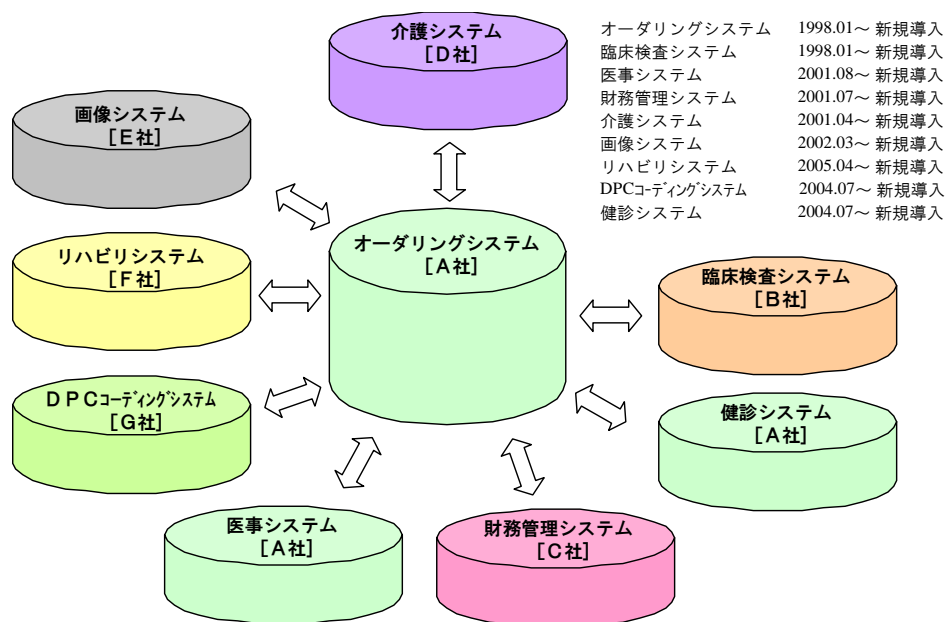 介護システム
[D社]
オーダリングシステム 1998.01～ 新規導入
臨床検査システム 1998.01～ 新規導入
医事システム 2001.08～ 新規導入
財務管理システム 2001.07～ 新規導入
介護システム 2001.04～ 新規導入
画像システム 2002.03～ 新規導入
リハビリシステム 2005.04～ 新規導入
DPCｺｰﾃﾞｨﾝｸﾞｼｽﾃﾑ 2004.07～ 新規導入
健診システム 2004.07～ 新規導入
画像システム
[E社]
オーダリングシステム
[A社]
リハビリシステム
[F社]
臨床検査システム
[B社]
ＤＰＣｺｰﾃﾞｨﾝｸﾞｼｽﾃﾑ
[G社]
健診システム
[A社]
医事システム
[A社]
財務管理システム
[C社]